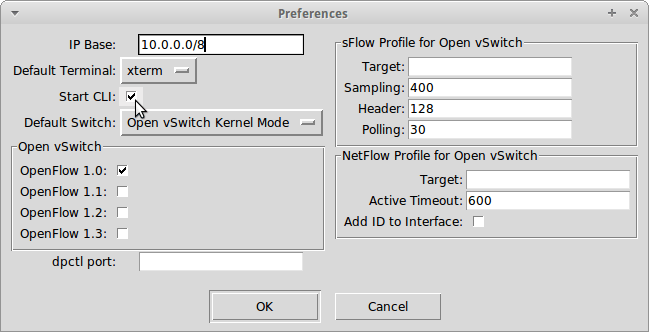 Preferences
IP Base: 10.0.0.0/8
Default Terminal: xterm
Start CLI:
Default Switch: Open vSwitch Kernel Mode
Open vSwitch
OpenFlow 1.0:
OpenFlow 1.1:
OpenFlow 1.2:
OpenFlow 1.3:
dpctl port:
sFlow Profile for Open vSwitch
Target:
Sampling: 400
Header: 128
Polling: 30
NetFlow Profile for Open vSwitch
Target:
Active Timeout: 600
Add ID to Interface:
OK
Cancel